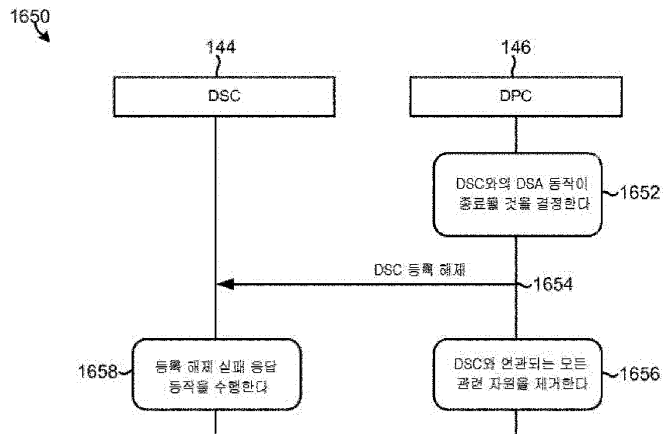 1650
144
146
DSC
DPC
DSC와의 DSA 동작이
종료될 것을 결정한다
1652
DSC 등록 해제
1654
등록 해제 실패 응답
동작을 수행한다
1658
DSC와 연관되는 모든
관련 자원을 제거한다
1656